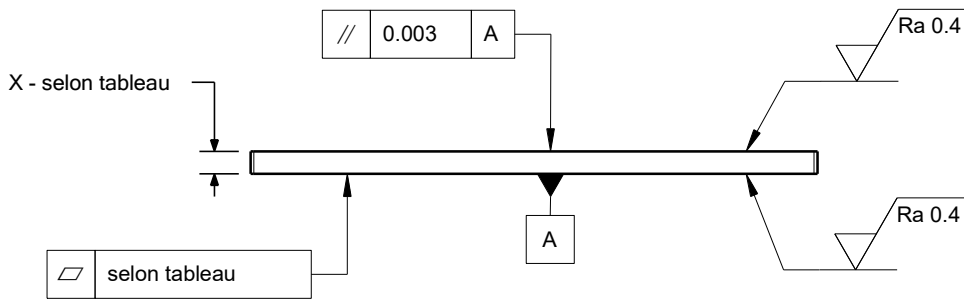 // 0.003 A
Ra 0.4
X - selon tableau
Ra 0.4
A
selon tableau